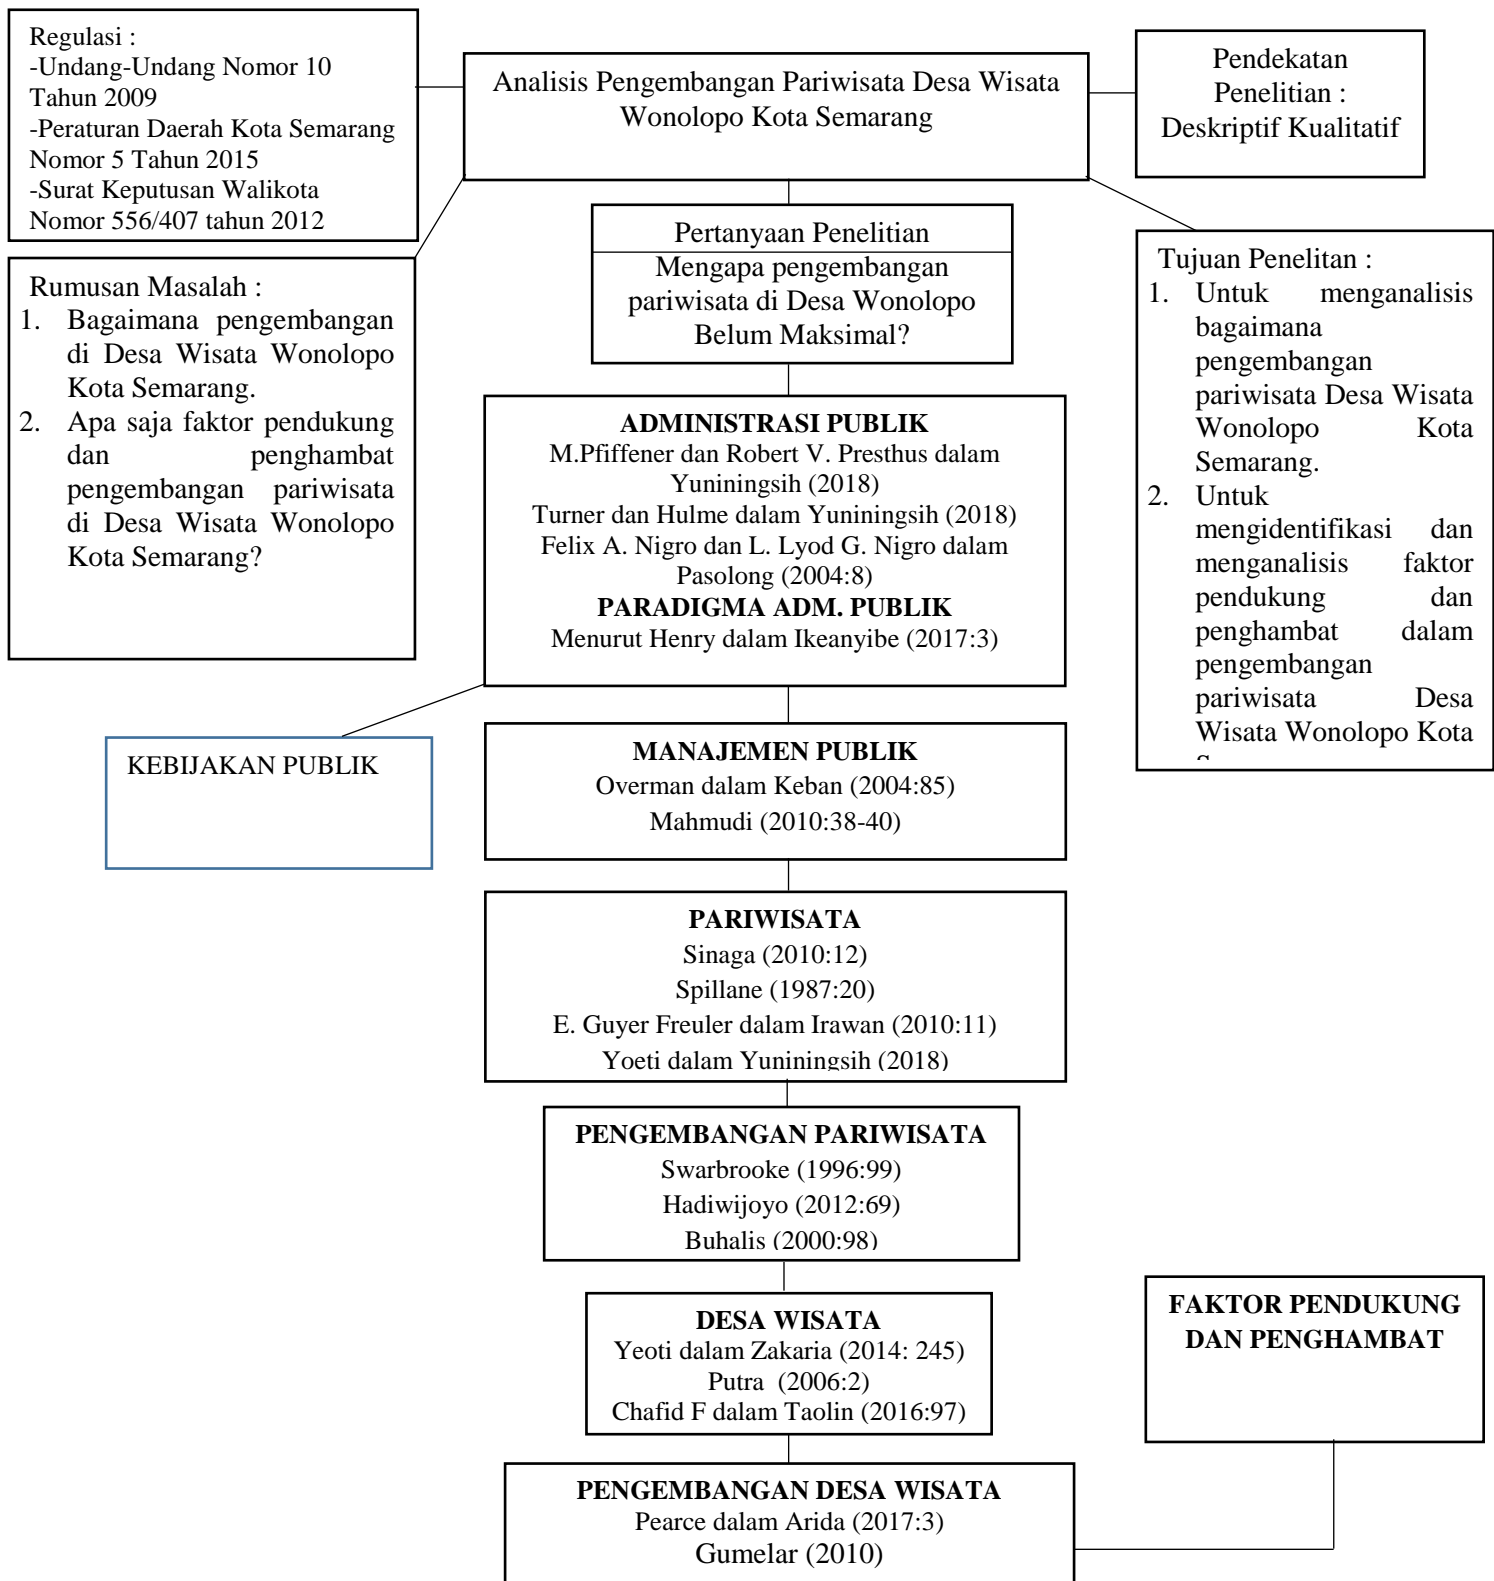 Regulasi :
-Undang-Undang Nomor 10
Tahun 2009
-Peraturan Daerah Kota Semarang
Nomor 5 Tahun 2015
-Surat Keputusan Walikota
Nomor 556/407 tahun 2012
Analisis Pengembangan Pariwisata Desa Wisata
Wonolopo Kota Semarang
Pendekatan
Penelitian :
Deskriptif Kualitatif
Pertanyaan Penelitian
Mengapa pengembangan
pariwisata di Desa Wonolopo
Belum Maksimal?
Rumusan Masalah :
1. Bagaimana pengembangan
di Desa Wisata Wonolopo
Kota Semarang.
2. Apa saja faktor pendukung
dan penghambat
pengembangan pariwisata
di Desa Wisata Wonolopo
Kota Semarang?
Tujuan Penelitan :
1. Untuk menganalisis
bagaimana
pengembangan
pariwisata Desa Wisata
Wonolopo Kota
Semarang.
2. Untuk
mengidentifikasi dan
menganalisis faktor
pendukung dan
penghambat dalam
pengembangan
pariwisata Desa
Wisata Wonolopo Kota
ADMINISTRASI PUBLIK
M.Pfiffener dan Robert V. Presthus dalam
Yuniningsih (2018)
Turner dan Hulme dalam Yuniningsih (2018)
Felix A. Nigro dan L. Lyod G. Nigro dalam
Pasolong (2004:8)
PARADIGMA ADM. PUBLIK
Menurut Henry dalam Ikeanyibe (2017:3)
KEBIJAKAN PUBLIK
MANAJEMEN PUBLIK
Overman dalam Keban (2004:85)
Mahmudi (2010:38-40)
PARIWISATA
Sinaga (2010:12)
Spillane (1987:20)
E. Guyer Freuler dalam Irawan (2010:11)
Yoeti dalam Yuniningsih (2018)
PENGEMBANGAN PARIWISATA
Swarbrooke (1996:99)
Hadiwijoyo (2012:69)
Buhalis (2000:98)
DESA WISATA
Yeoti dalam Zakaria (2014: 245)
Putra (2006:2)
Chafid F dalam Taolin (2016:97)
FAKTOR PENDUKUNG
DAN PENGHAMBAT
PENGEMBANGAN DESA WISATA
Pearce dalam Arida (2017:3)
Gumelar (2010)